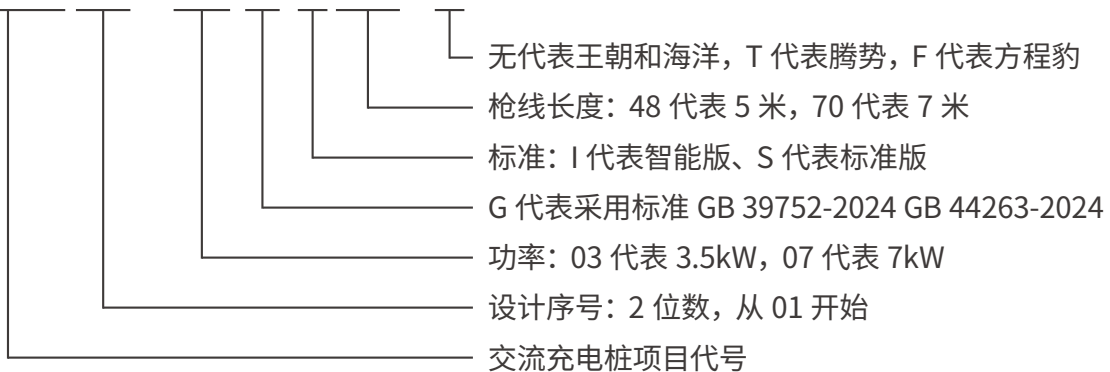 无代表王朝和海洋，T 代表腾势，F 代表方程豹
枪线长度：48 代表 5 米，70 代表 7 米
标准：I 代表智能版、S 代表标准版
G 代表采用标准 GB 39752-2024 GB 44263-2024
功率：03 代表 3.5kW，07 代表 7kW
设计序号：2 位数，从 01 开始
交流充电桩项目代号